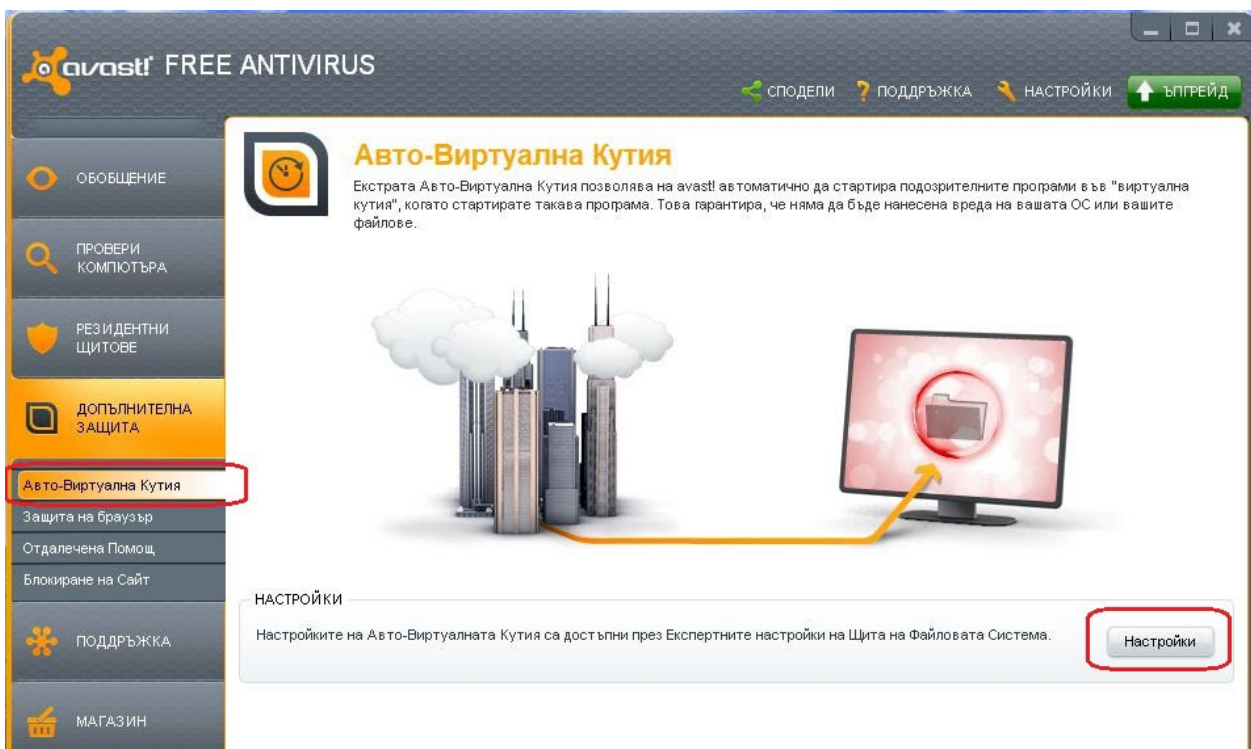 avast! FREE ANTIVIRUS
СПОДЕЛИ
ПОДДРЪЖКА
НАСТРОЙКИ
ЪПГРЕЙД
ОБОБЩЕНИЕ
ПРОВЕРИ
КОМПЮТЪРА
РЕЗИДЕНТНИ
ЩИТОВЕ
ДОПЪЛНИТЕЛНА
ЗАЩИТА
Авто-Виртуална Кутия
Защита на браузър
Отдалечена Помощ
Блокиране на Сайт
ПОДДРЪЖКА
МАГАЗИН
Авто-Виртуална Кутия
Екстрата Авто-Виртуална Кутия позволява на avast! автоматично да стартира подозрителните програми във "виртуална
кутия", когато стартирате такава програма. Това гарантира, че няма да бъде нанесена вреда на вашата ОС или вашите
файлове.
НАСТРОЙКИ
Настройките на Авто-Виртуалната Кутия са достъпни през Експертните настройки на Щита на Файловата Система.
Настройки